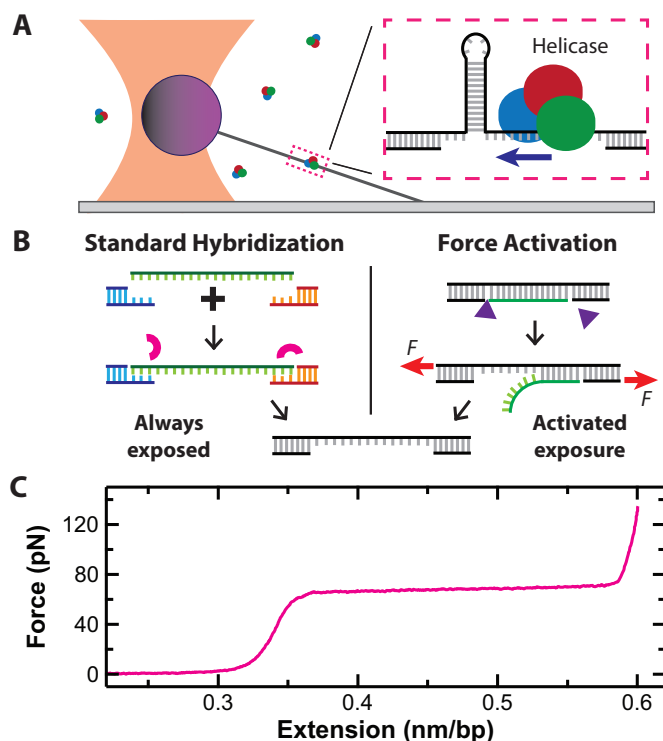 A
Helicase
B
Standard Hybridization
Force Activation
F
F
Always
exposed
Activated
exposure
C
Force (pN)
120
80
40
0
0.3
0.4
0.5
0.6
Extension (nm/bp)